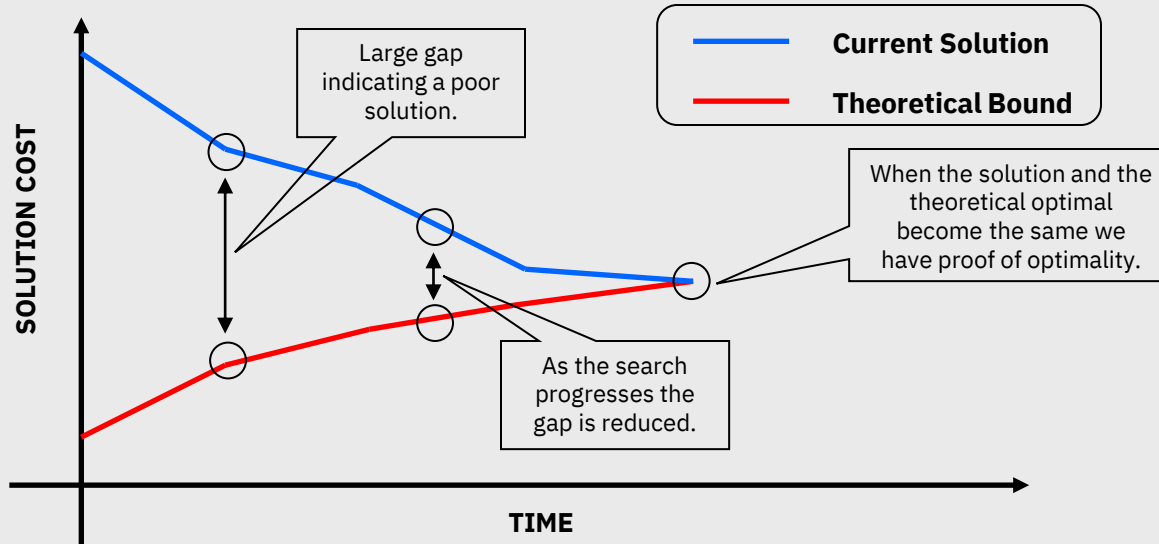 Large gap
indicating a poor
solution.
Current Solution
Theoretical Bound
When the solution and the
theoretical optimal
become the same we
have proof of optimality.
As the search
progresses the
gap is reduced.
SOLUTION COST
TIME